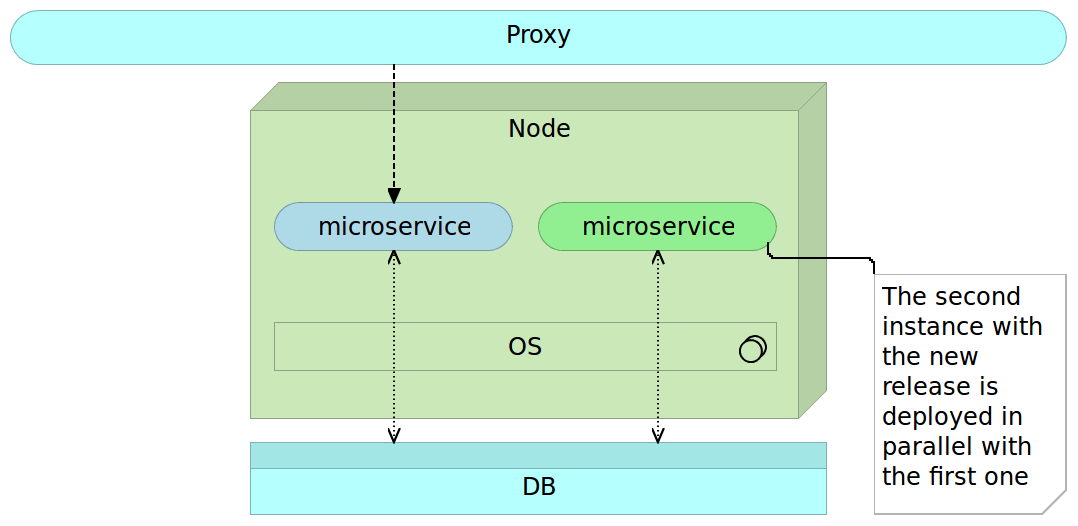 Proxy
Node
microservice
microservice
The second
instance with
the new
release is
deployed in
parallel with
the first one
OS
DB